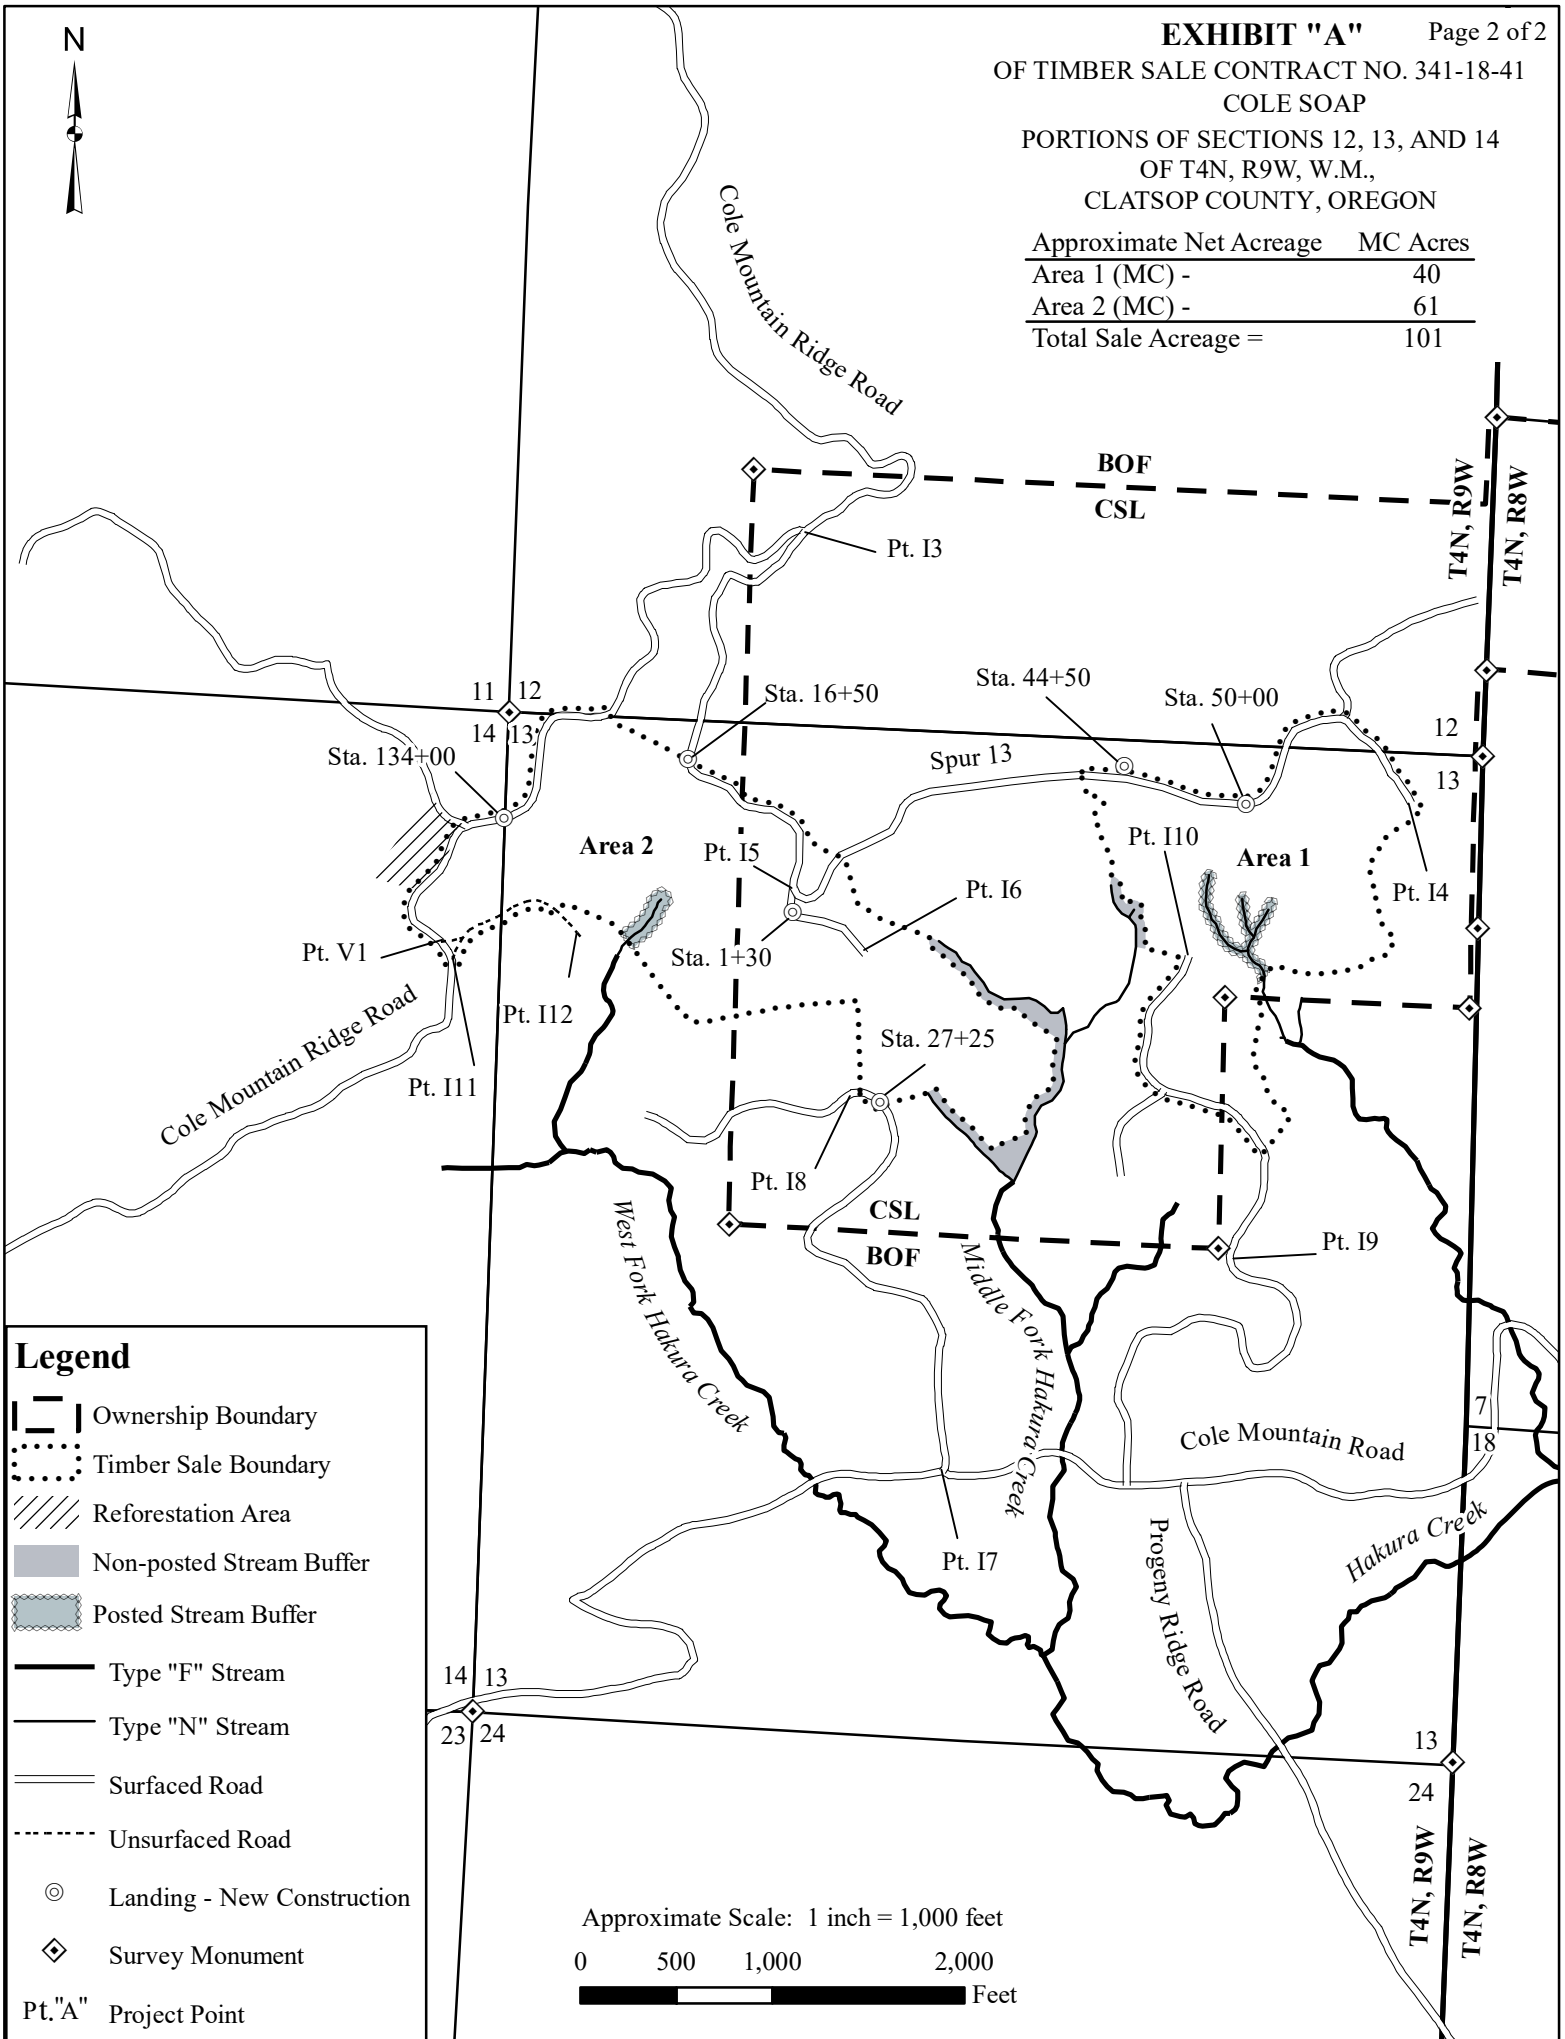 N
EXHIBIT "A"
Page 2 of 2
OF TIMBER SALE CONTRACT NO. 341-18-41
COLE SOAP
PORTIONS OF SECTIONS 12, 13, AND 14
OF T4N, R9W, W.M.,
CLATSOP COUNTY, OREGON
Approximate Net Acreage MC Acres
Area 1 (MC) - 40
Area 2 (MC) - 61
Total Sale Acreage = 101
Cole Mountain Ridge Road
BOF
CSL
T4N, R9W
T4N, R8W
Pt. I3
11 12
14 13
Sta. 16+50
Sta. 44+50
Sta. 50+00
12
13
Sta. 134+00
Spur 13
Area 2
Pt. I5
Pt. I10
Area 1
Pt. I6
Pt. I4
Pt. V1
Sta. 1+30
Pt. I12
Cole Mountain Ridge Road
Sta. 27+25
Pt. I11
Pt. I8
CSL
BOF
Pt. I9
West Fork Hakura Creek
Middle Fork Hakura Creek
7
18
Cole Mountain Road
Hakura Creek
Pt. I7
Progeny Ridge Road
14 13
23 24
13
24
T4N, R9W
T4N, R8W
Legend
Ownership Boundary
Timber Sale Boundary
Reforestation Area
Non-posted Stream Buffer
Posted Stream Buffer
Type "F" Stream
Type "N" Stream
Surfaced Road
Unsurfaced Road
Landing - New Construction
Survey Monument
Pt."A" Project Point
Approximate Scale: 1 inch = 1,000 feet
0 500 1,000 2,000
Feet